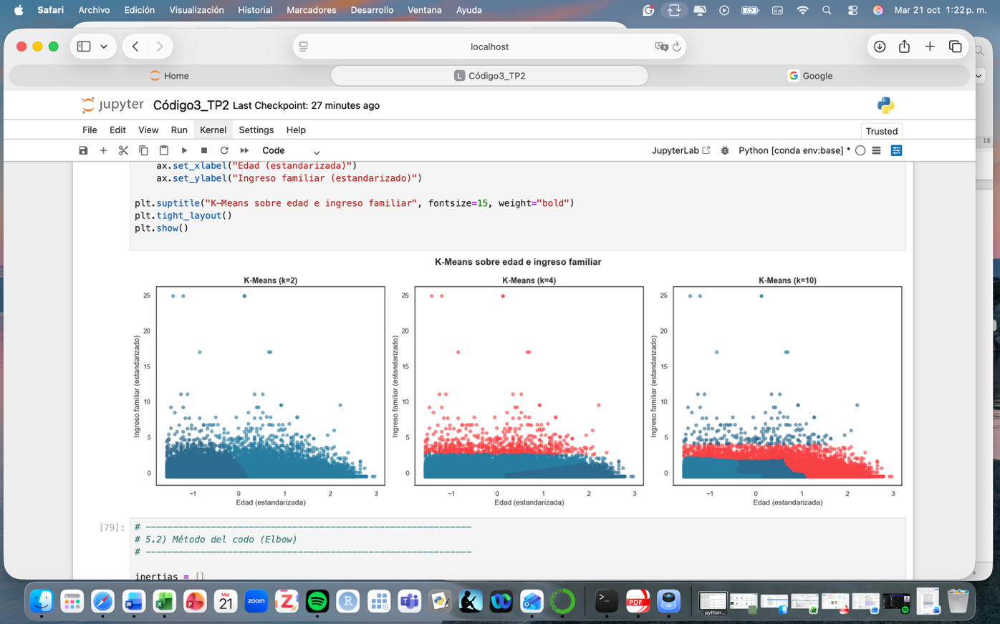 Safari Archivo Edición Visualización Historial Marcadores Desarrollo Ventana Ayuda Mar 21 oct 1:22 p. m.
localhost
Home Código3_TP2 Google
jupyter Código3_TP2 Last Checkpoint: 27 minutes ago
File Edit View Run Kernel Settings Help Trusted
Code JupyterLab Python [conda env:base] *
18
ax.set_xlabel("Edad (estandarizada)")
ax.set_ylabel("Ingreso familiar (estandarizado)")
plt.suptitle("K-Means sobre edad e ingreso familiar", fontsize=15, weight="bold")
plt.tight_layout()
plt.show()
K-Means sobre edad e ingreso familiar
K-Means (k=2)
25
20
15
10
5
0
Ingreso familiar (estandarizado)
−1 0 1 2 3
Edad (estandarizada)
K-Means (k=4)
25
20
15
10
5
0
Ingreso familiar (estandarizado)
−1 0 1 2 3
Edad (estandarizada)
K-Means (k=10)
25
20
15
10
5
0
Ingreso familiar (estandarizado)
−1 0 1 2 3
Edad (estandarizada)
[79]: # ------------------------------------------------------------
# 5.2) Método del codo (Elbow)
# ------------------------------------------------------------
inertias = []
Mar
21
zoom
PDF
python...